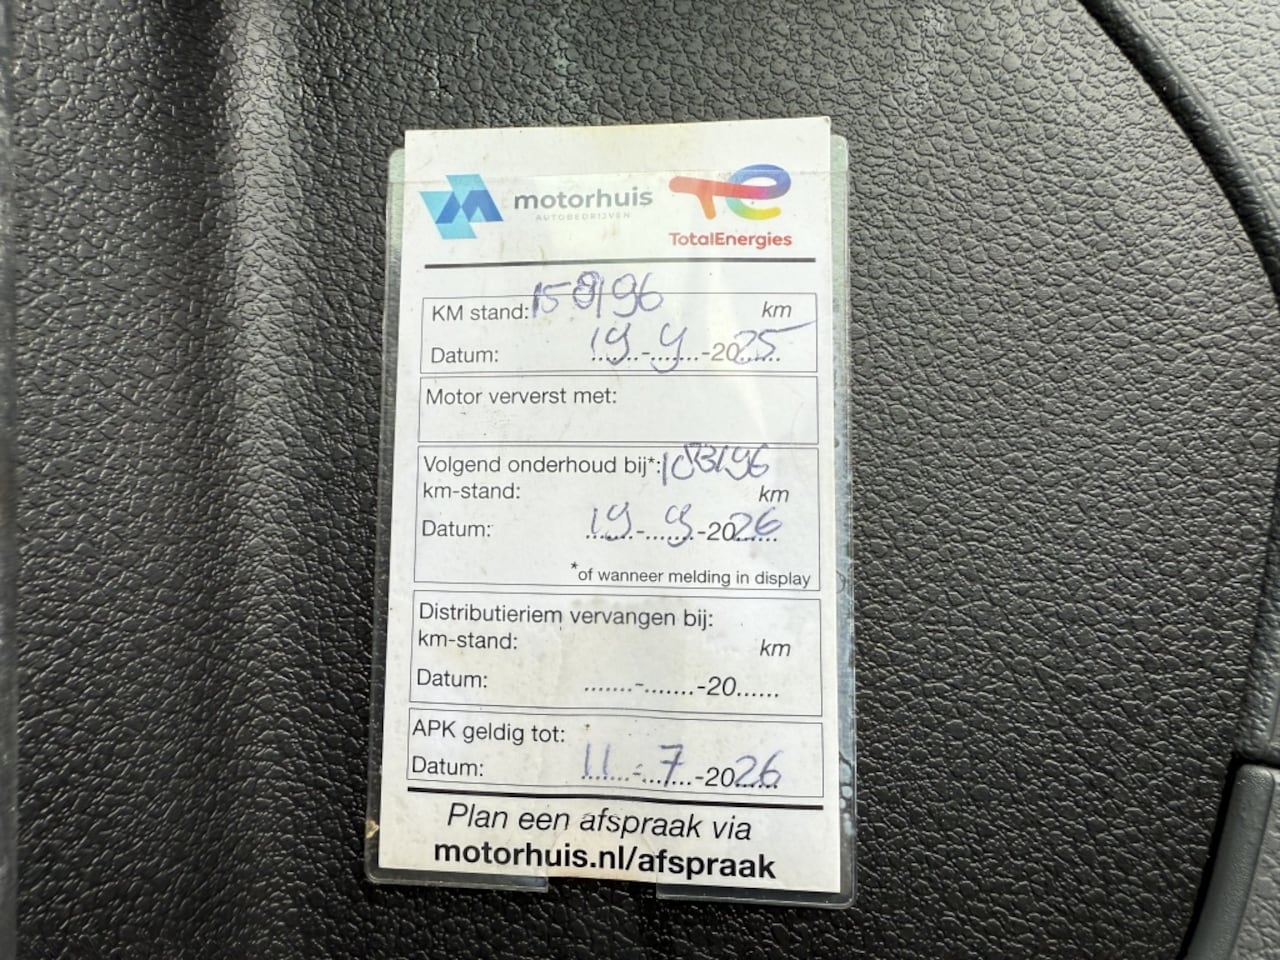 motorhuis
AUTOBEDRIJVEN
TotalEnergies
KM stand: 158196 km
Datum: 19-9-2025
Motor ververst met:
Volgend onderhoud bij*: 183196
km-stand: km
Datum: 19-9-2026
*of wanneer melding in display
Distributieriem vervangen bij:
km-stand: km
Datum: .......-.......-20......
APK geldig tot:
Datum: 11-7-2026
Plan een afspraak via
motorhuis.nl/afspraak